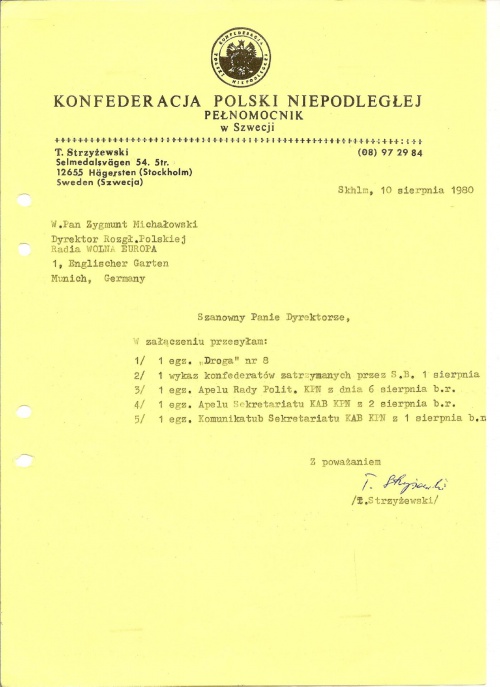 KONFEDERACJA POLSKI NIEPODLEGŁEJ
KONFEDERACJA POLSKI NIEPODLEGŁEJ
PEŁNOMOCNIK
w Szwecji
T. Strzyżewski
Selmedalsvägen 54. 5tr.
12655 Hägersten (Stockholm)
Sweden (Szwecja)
(08) 97 29 84
Skhlm, 10 sierpnia 1980
W.Pan Zygmunt Michałowski
Dyrektor Rozgł.Polskiej
Radia WOLNA EUROPA
1, Englischer Garten
Munich, Germany
Szanowny Panie Dyrektorze,
W załączeniu przesyłam:
1/ 1 egz. „Droga" nr 8
2/ 1 wykaz konfederatów zatrzymanych przez S.B. 1 sierpnia
3/ 1 egz. Apelu Rady Polit. KPN z dnia 6 sierpnia b.r.
4/ 1 egz. Apelu Sekretariatu KAB KPN z 2 sierpnia b.r.
5/ 1 egz. Komunikatub Sekretariatu KAB KPN z 1 sierpnia b.r
Z poważaniem
T. Strzyżewski
/T.Strzyżewski/